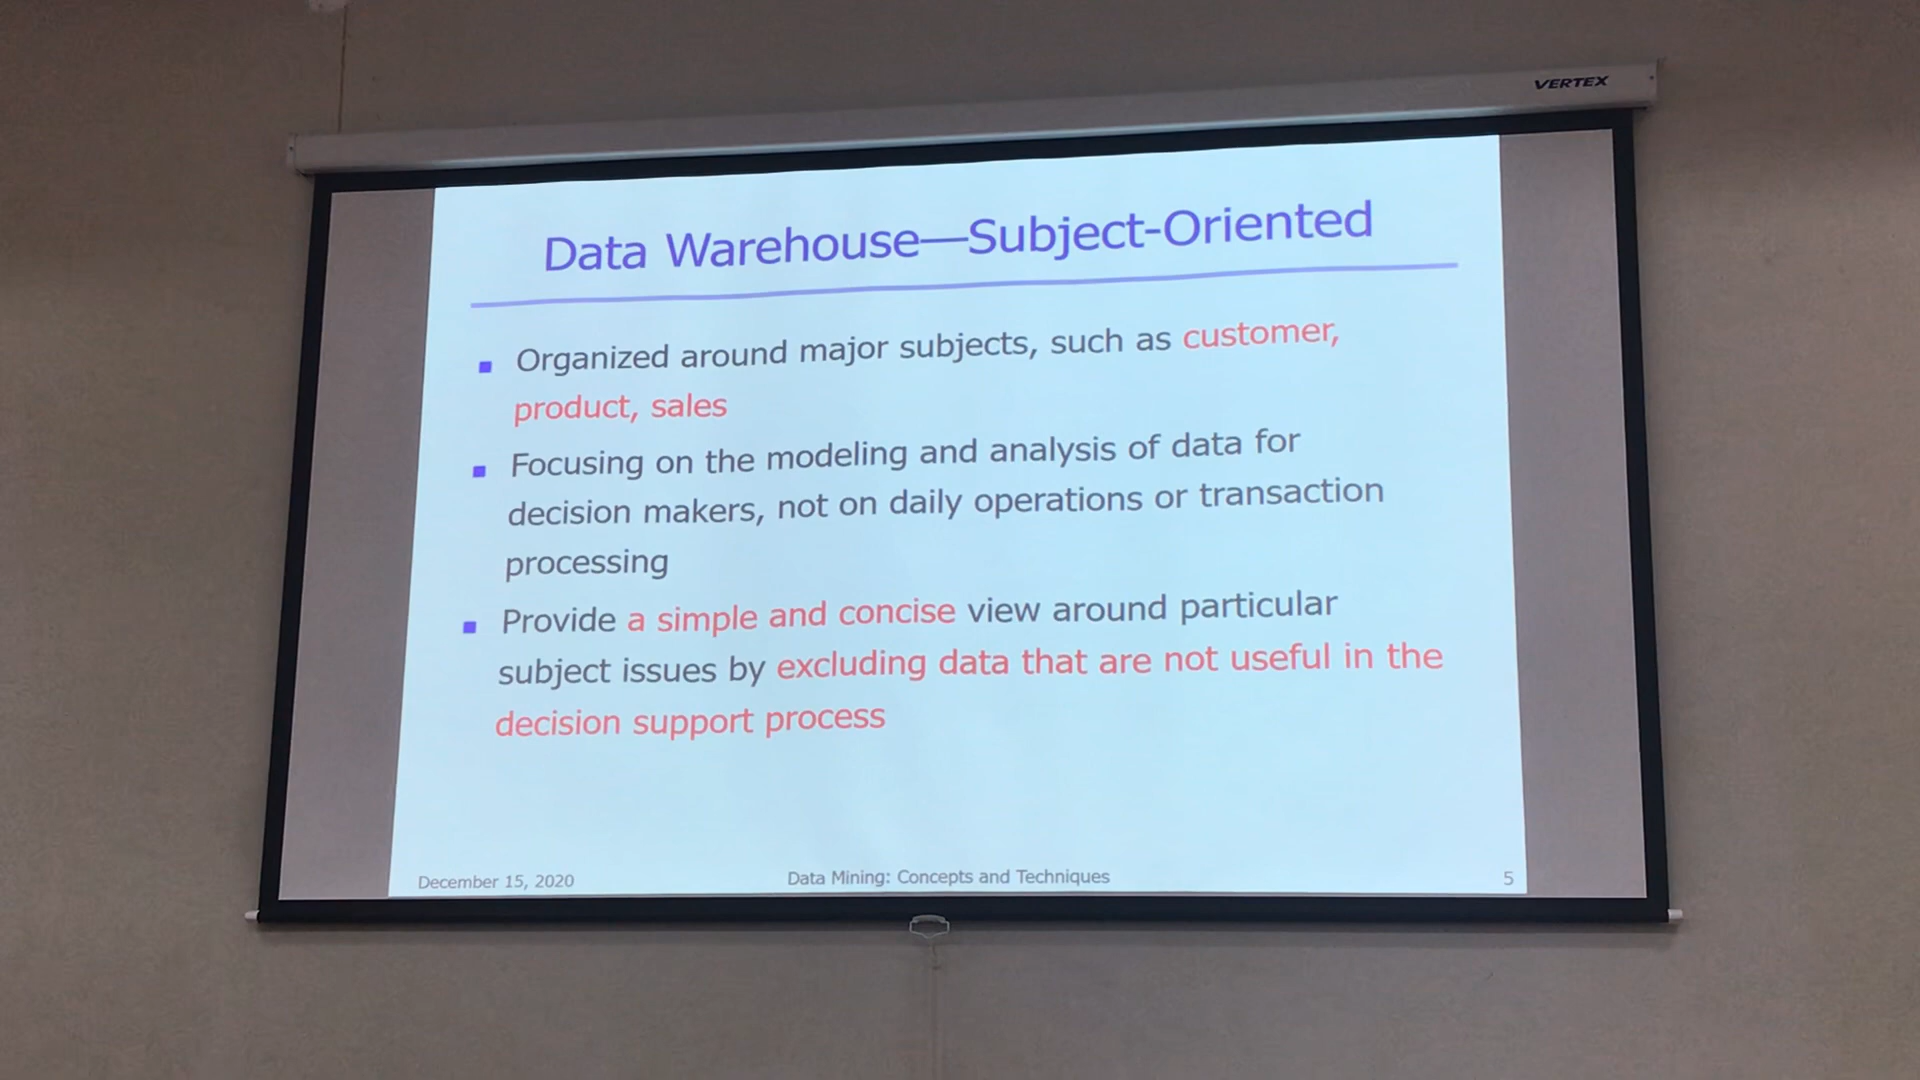 VERTEX
Data Warehouse—Subject-Oriented
Organized around major subjects, such as customer,
product, sales
Focusing on the modeling and analysis of data for
decision makers, not on daily operations or transaction
processing
Provide a simple and concise view around particular
subject issues by excluding data that are not useful in the
decision support process
December 15, 2020
Data Mining: Concepts and Techniques
5